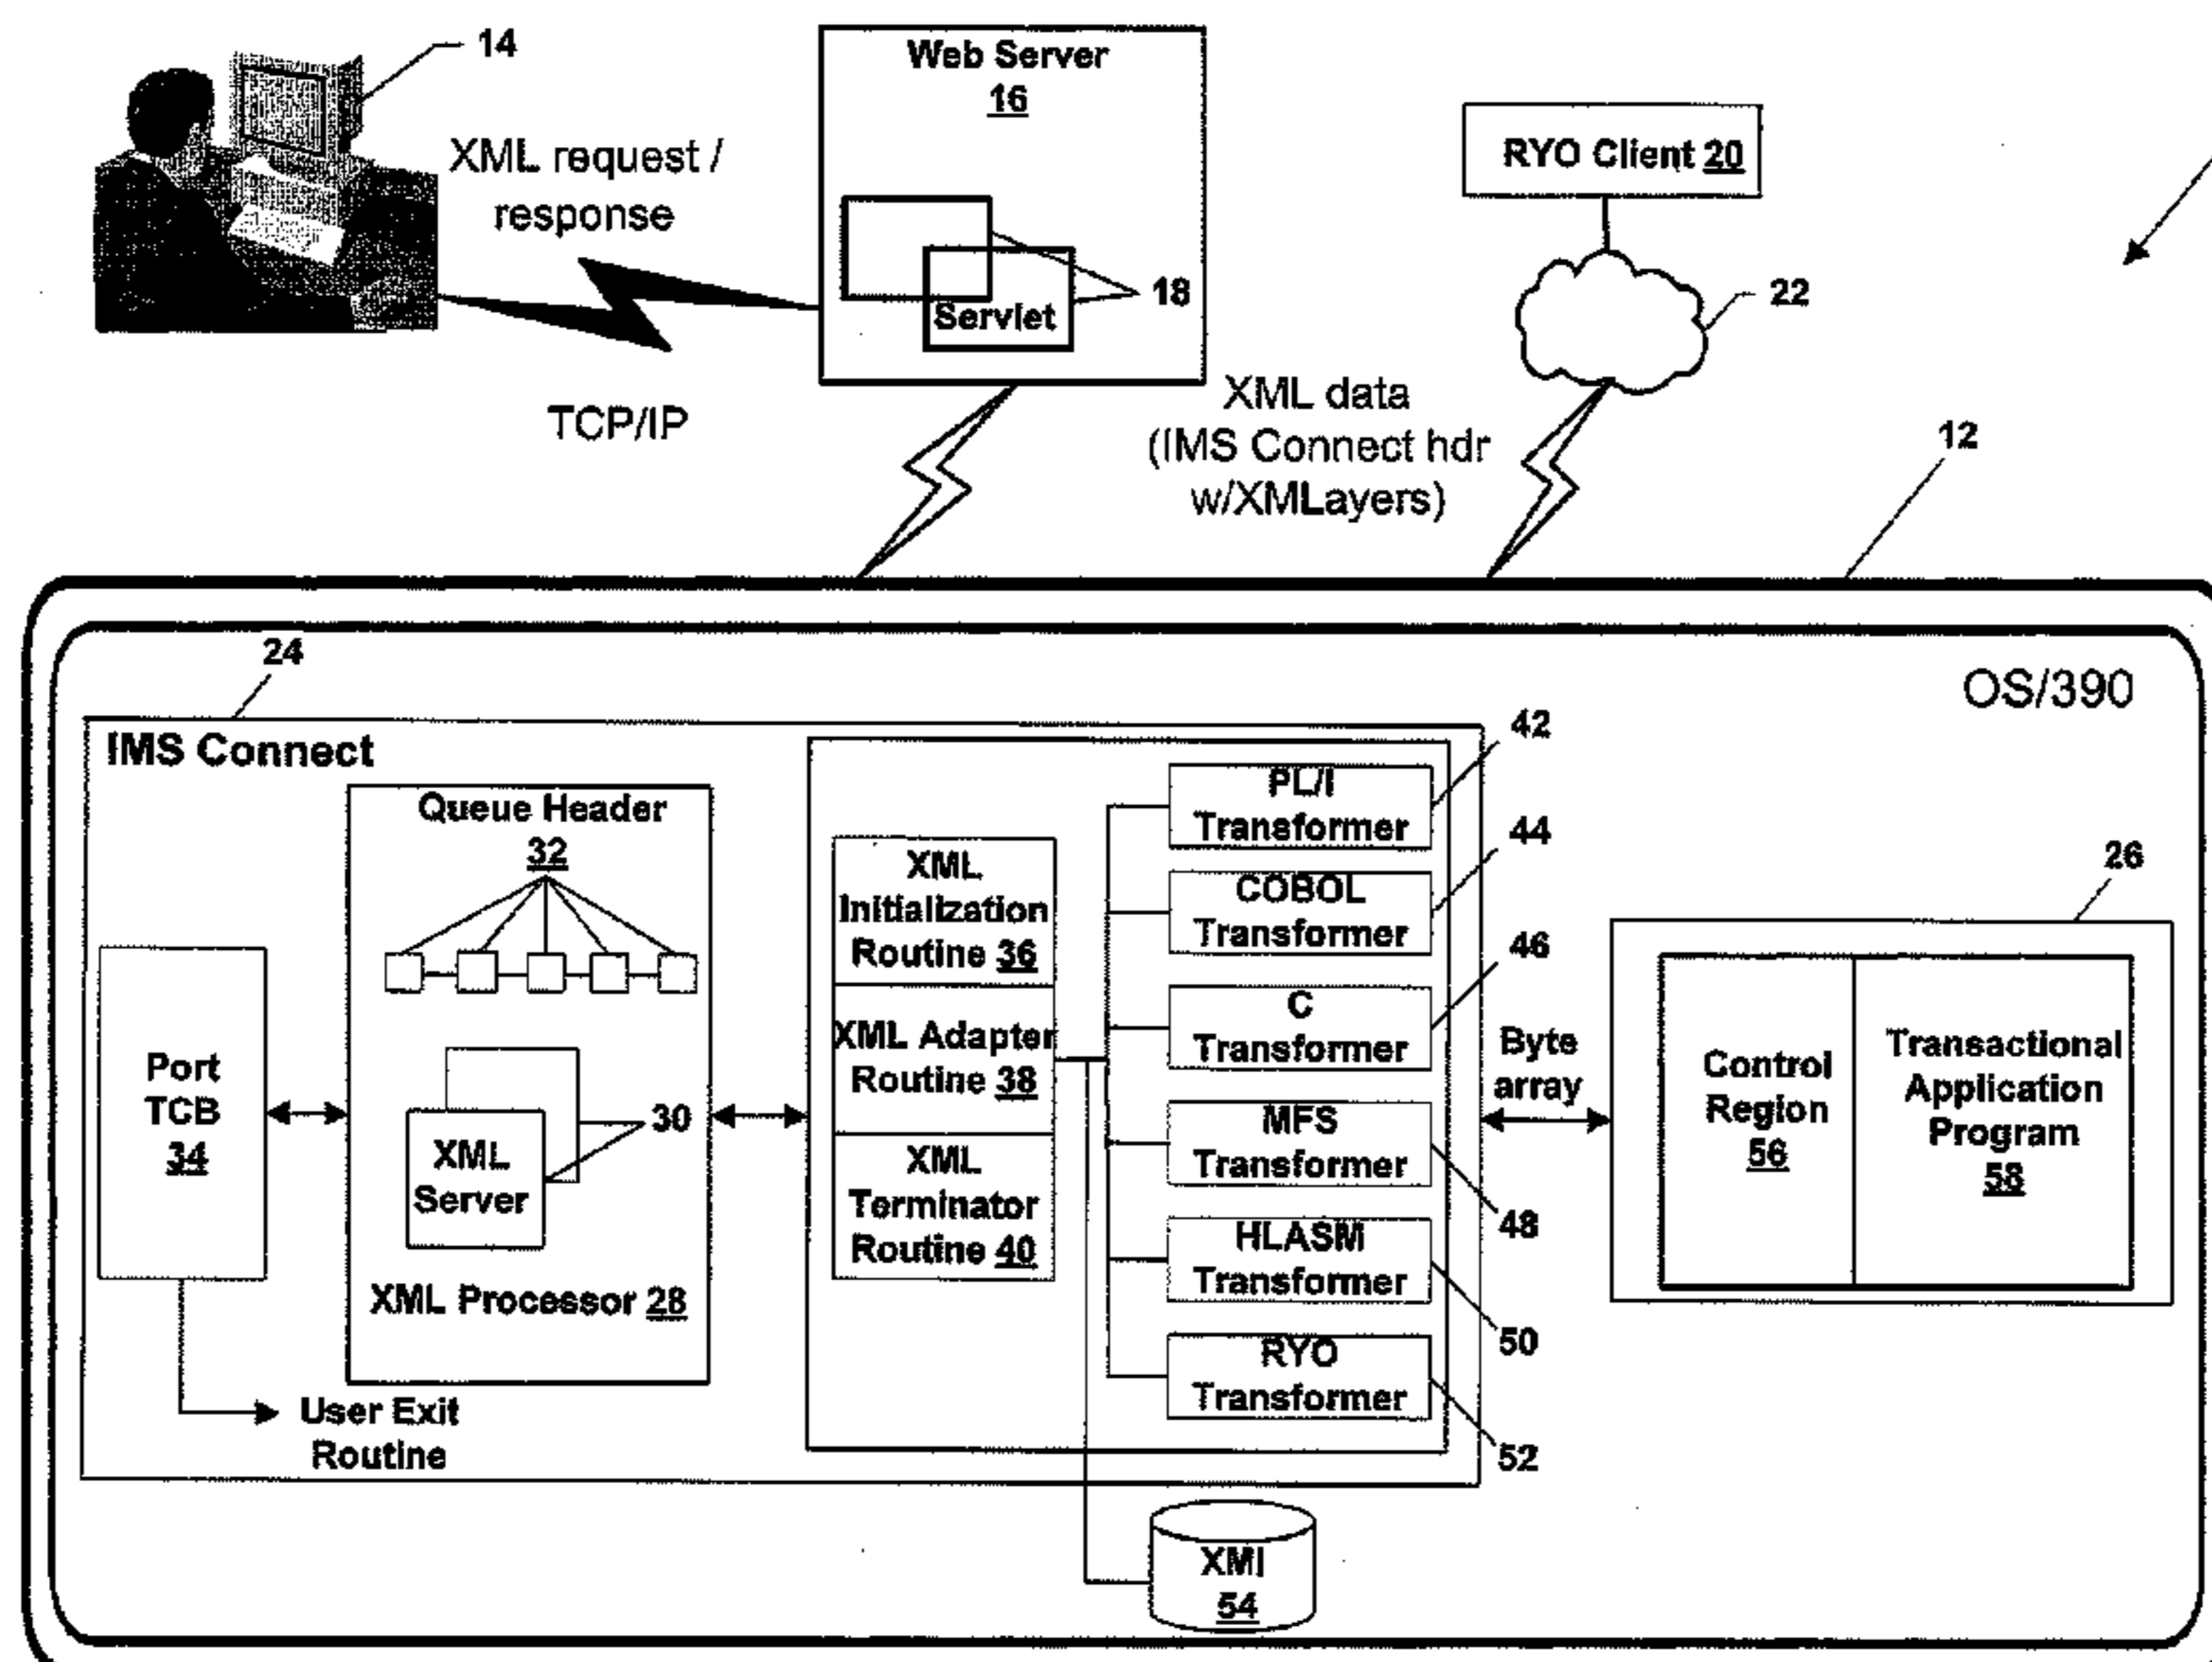 14
XML request /
response
TCP/IP
Web Server
16
Servlet
18
RYO Client 20
22
XML data
(IMS Connect hdr
w/XMLayers)
12
OS/390
24
IMS Connect
Port
TCB
34
User Exit
Routine
Queue Header
32
XML
Server
30
XML Processor 28
XML
Initialization
Routine 36
XML Adapter
Routine 38
XML
Terminator
Routine 40
PL/I
Transformer
42
COBOL
Transformer
44
C
Transformer
46
MFS
Transformer
48
HLASM
Transformer
50
RYO
Transformer
52
XMI
54
Byte
array
26
Control
Region
56
Transactional
Application
Program
58